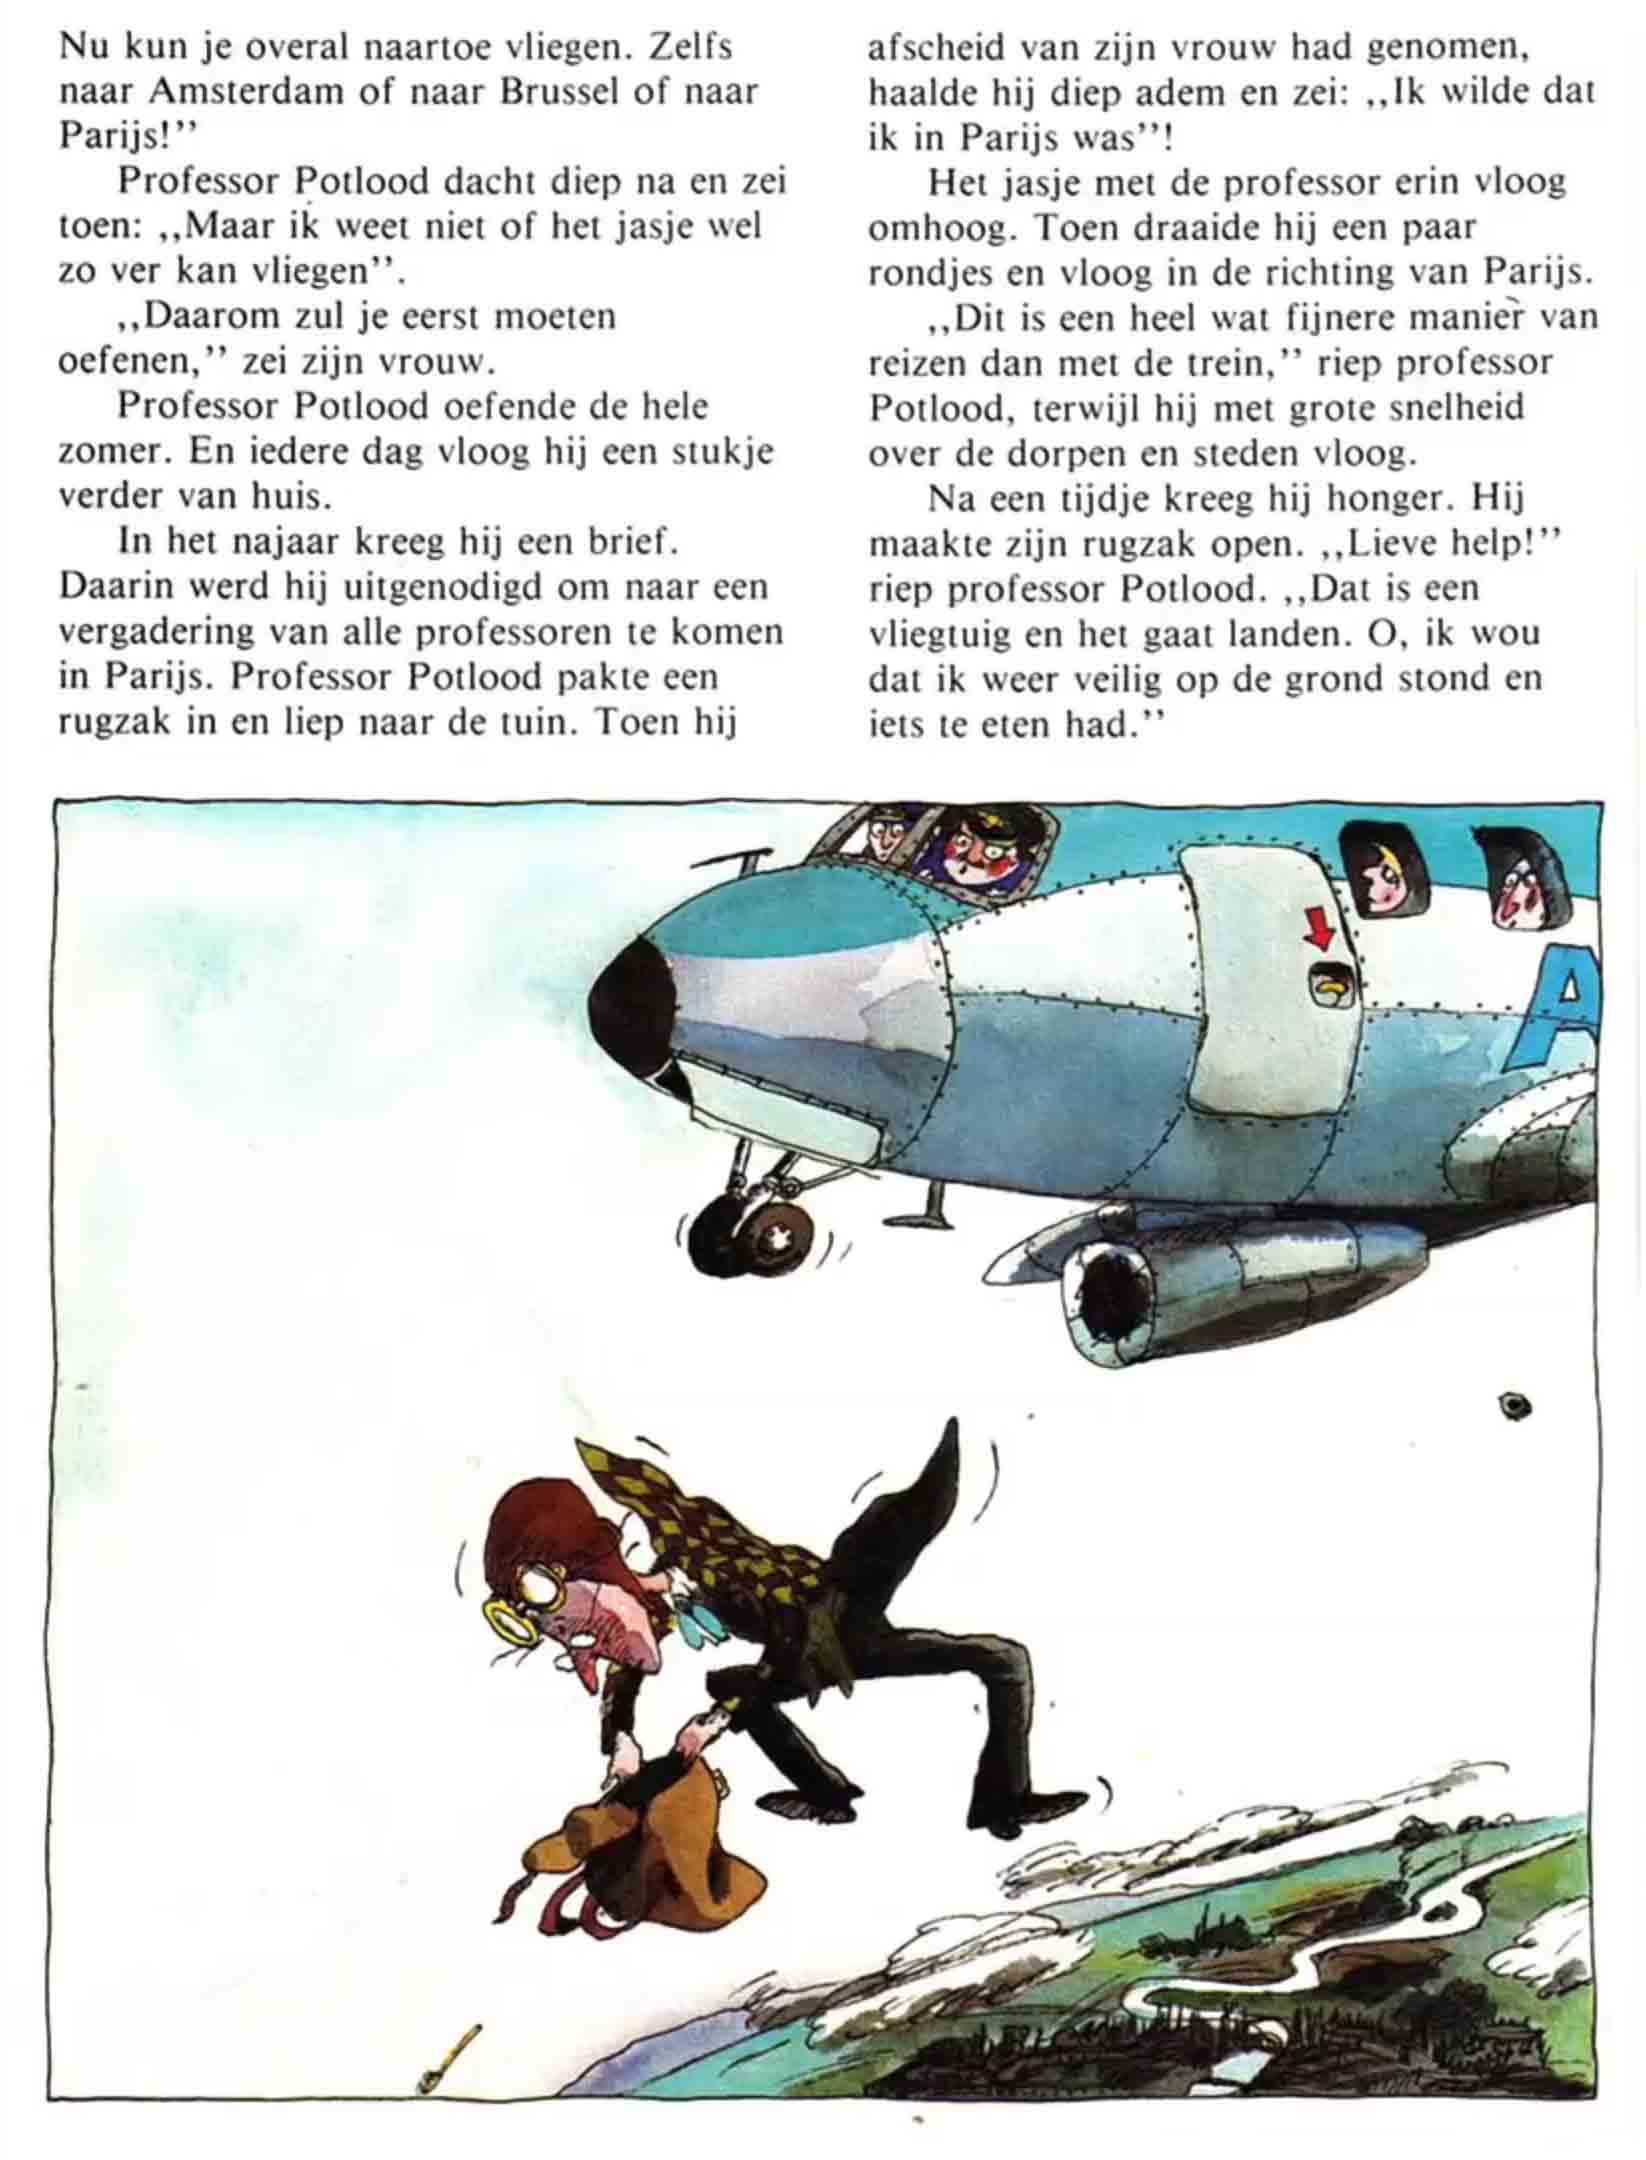 Nu kun je overal naartoe vliegen. Zelfs
naar Amsterdam of naar Brussel of naar
Parijs!”
Professor Potlood dacht diep na en zei
toen: ,,Maar ik weet niet of het jasje wel
zo ver kan vliegen”.
,,Daarom zul je eerst moeten
oefenen,” zei zijn vrouw.
Professor Potlood oefende de hele
zomer. En iedere dag vloog hij een stukje
verder van huis.
In het najaar kreeg hij een brief.
Daarin werd hij uitgenodigd om naar een
vergadering van alle professoren te komen
in Parijs. Professor Potlood pakte een
rugzak in en liep naar de tuin. Toen hij
afscheid van zijn vrouw had genomen,
haalde hij diep adem en zei: ,,Ik wilde dat
ik in Parijs was”!
Het jasje met de professor erin vloog
omhoog. Toen draaide hij een paar
rondjes en vloog in de richting van Parijs.
,,Dit is een heel wat fijnere manier van
reizen dan met de trein,” riep professor
Potlood, terwijl hij met grote snelheid
over de dorpen en steden vloog.
Na een tijdje kreeg hij honger. Hij
maakte zijn rugzak open. ,,Lieve help!”
riep professor Potlood. ,,Dat is een
vliegtuig en het gaat landen. O, ik wou
dat ik weer veilig op de grond stond en
iets te eten had.”
A